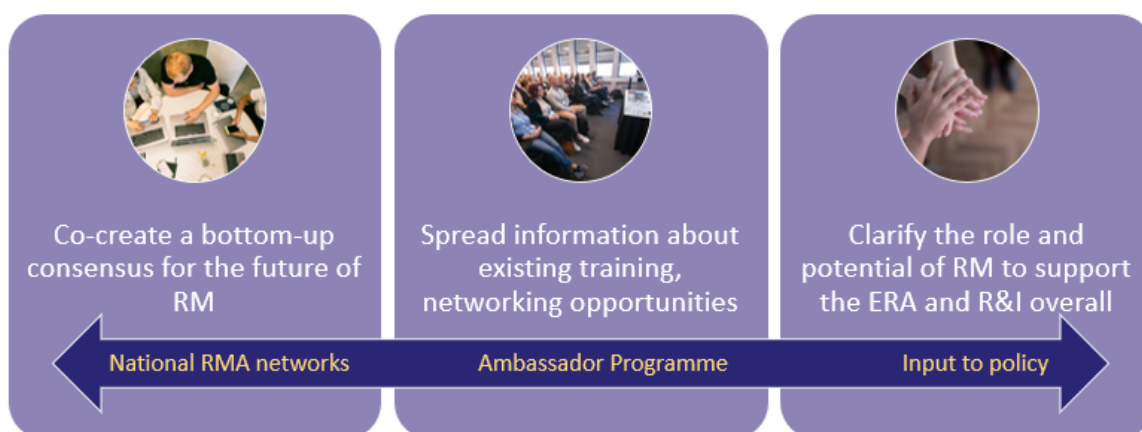 Co-create a bottom-up
consensus for the future of
RM
Spread information about
existing training,
networking opportunities
Clarify the role and
potential of RM to support
the ERA and R&I overall
National RMA networks
Ambassador Programme
Input to policy